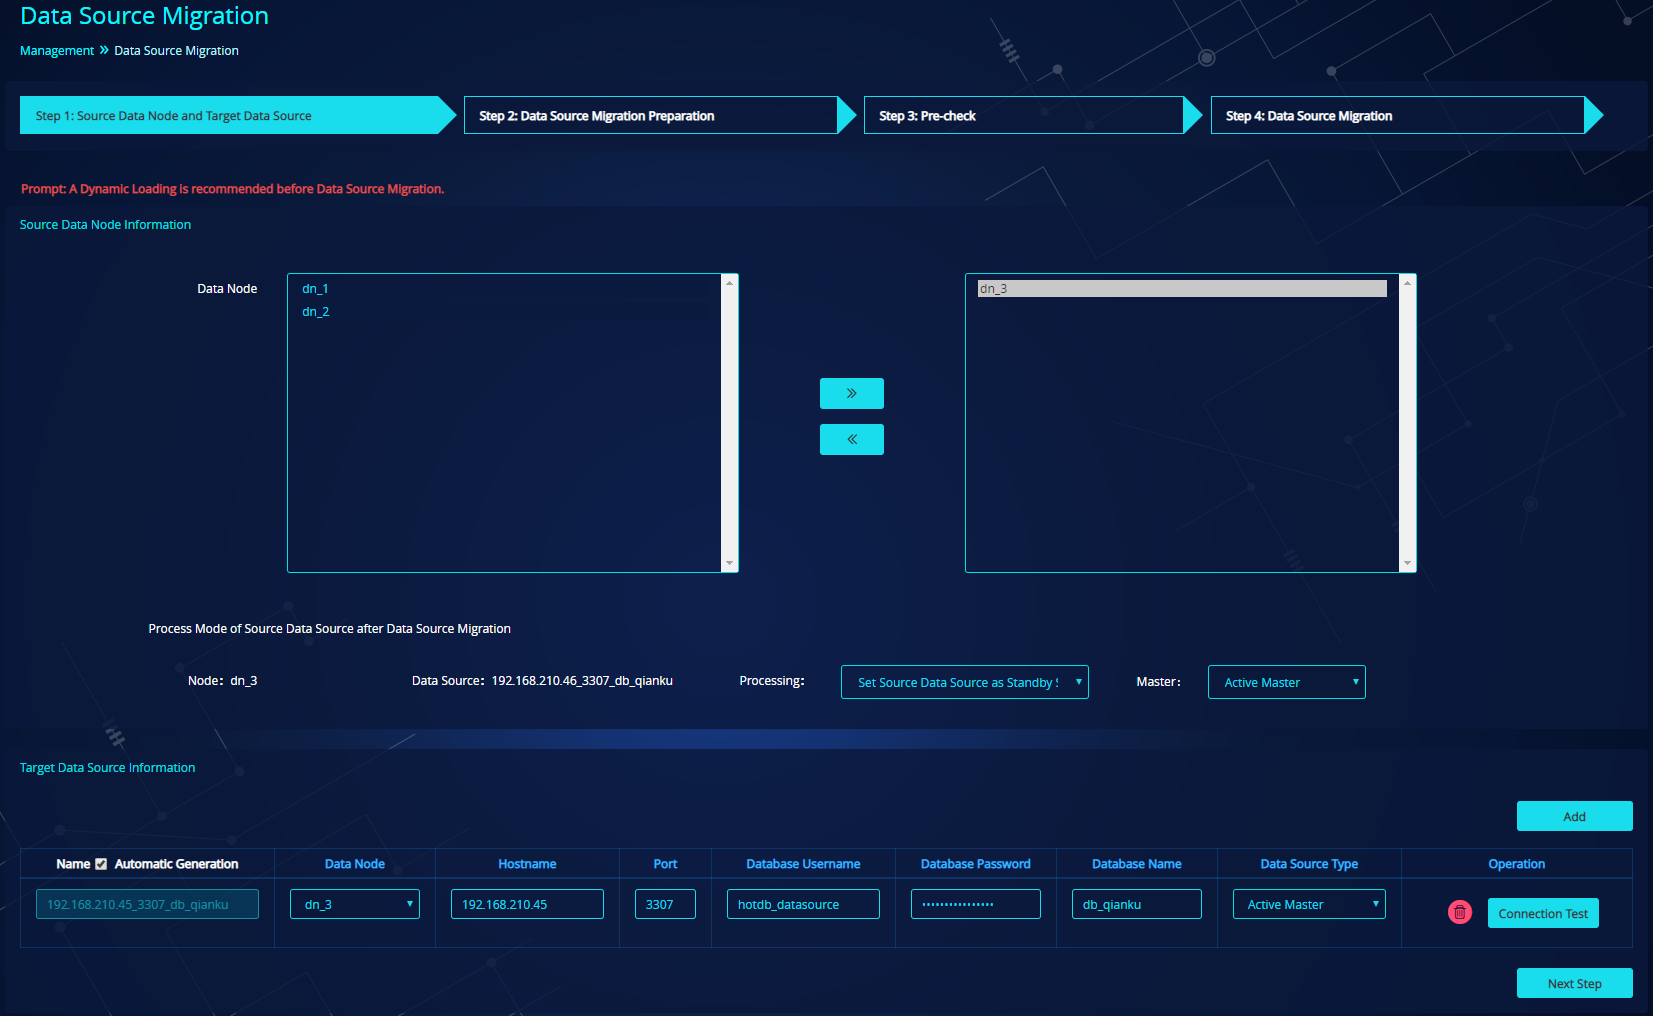 Data Source Migration
Management » Data Source Migration
Step 1: Source Data Node and Target Data Source
Step 2: Data Source Migration Preparation
Step 3: Pre-check
Step 4: Data Source Migration
Prompt: A Dynamic Loading is recommended before Data Source Migration.
Source Data Node Information
Data Node
dn_1
dn_2
dn_3
»
«
Process Mode of Source Data Source after Data Source Migration
Node: dn_3 Data Source: 192.168.210.46_3307_db_qianku Processing: Set Source Data Source as Standby Master: Active Master
Target Data Source Information
Add
Name Automatic Generation Data Node Hostname Port Database Username Database Password Database Name Data Source Type Operation
192.168.210.45_3307_db_qianku dn_3 192.168.210.45 3307 hotdb_datasource •••••••••••••••• db_qianku Active Master Connection Test
Next Step